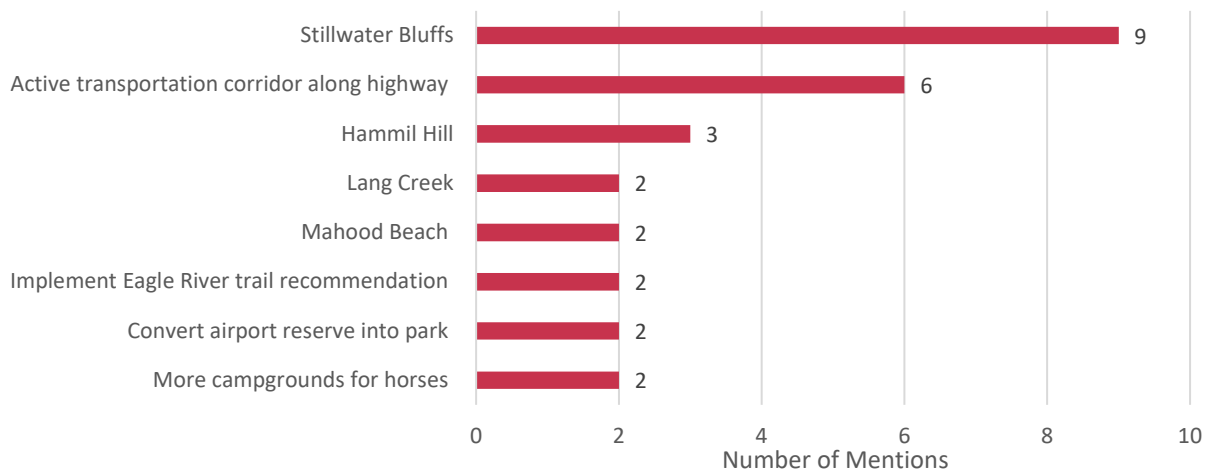 Stillwater Bluffs 9
Active transportation corridor along highway 6
Hammil Hill 3
Lang Creek 2
Mahood Beach 2
Implement Eagle River trail recommendation 2
Convert airport reserve into park 2
More campgrounds for horses 2
0 2 4 6 8 10
Number of Mentions